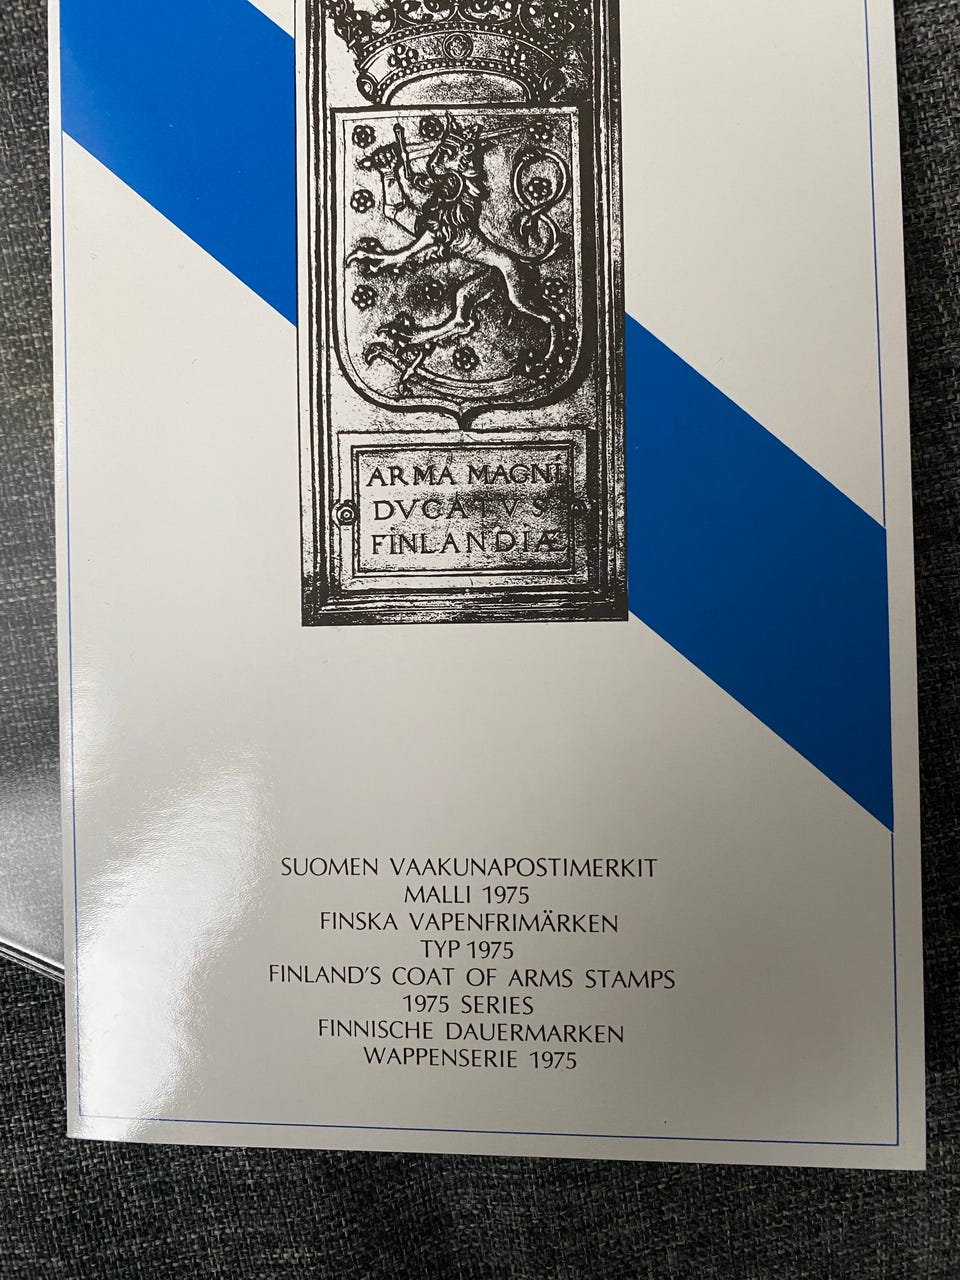 ARMA MAGNI
DVCATVS
FINLANDIÆ
SUOMEN VAAKUNAPOSTIMERKIT
MALLI 1975
FINSKA VAPENFRIMÄRKEN
TYP 1975
FINLAND'S COAT OF ARMS STAMPS
1975 SERIES
FINNISCHE DAUERMARKEN
WAPPENSERIE 1975